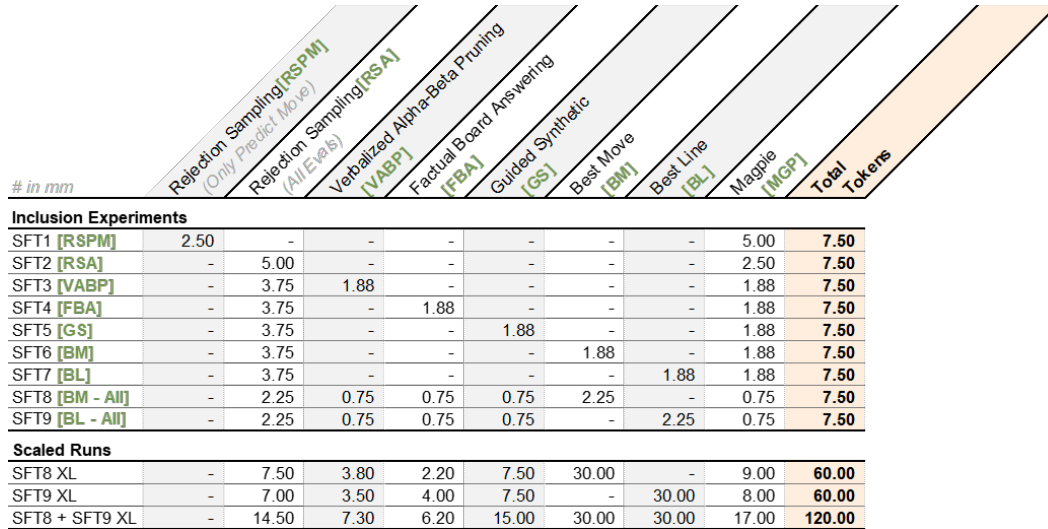 Rejection Sampling[RSPM]
(Only Predict Move)
Rejection Sampling[RSA]
(All Evals)
Verbalized Alpha-Beta Pruning
[VABP]
Factual Board Answering
[FBA]
Guided Synthetic
[GS]
Best Move
[BM]
Best Line
[BL]
Magpie
[MGP]
Total
Tokens
# in mm
Inclusion Experiments
SFT1 [RSPM] 2.50 - - - - - - 5.00 7.50
SFT2 [RSA] - 5.00 - - - - - 2.50 7.50
SFT3 [VABP] - 3.75 1.88 - - - - 1.88 7.50
SFT4 [FBA] - 3.75 - 1.88 - - - 1.88 7.50
SFT5 [GS] - 3.75 - - 1.88 - - 1.88 7.50
SFT6 [BM] - 3.75 - - - 1.88 - 1.88 7.50
SFT7 [BL] - 3.75 - - - - 1.88 1.88 7.50
SFT8 [BM - All] - 2.25 0.75 0.75 0.75 2.25 - 0.75 7.50
SFT9 [BL - All] - 2.25 0.75 0.75 0.75 - 2.25 0.75 7.50
Scaled Runs
SFT8 XL - 7.50 3.80 2.20 7.50 30.00 - 9.00 60.00
SFT9 XL - 7.00 3.50 4.00 7.50 - 30.00 8.00 60.00
SFT8 + SFT9 XL - 14.50 7.30 6.20 15.00 30.00 30.00 17.00 120.00